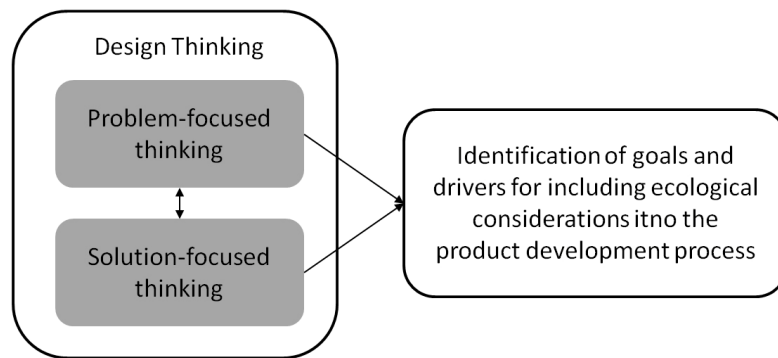 Design Thinking
Problem-focused
thinking
Solution-focused
thinking
Identification of goals and
drivers for including ecological
considerations itno the
product development process